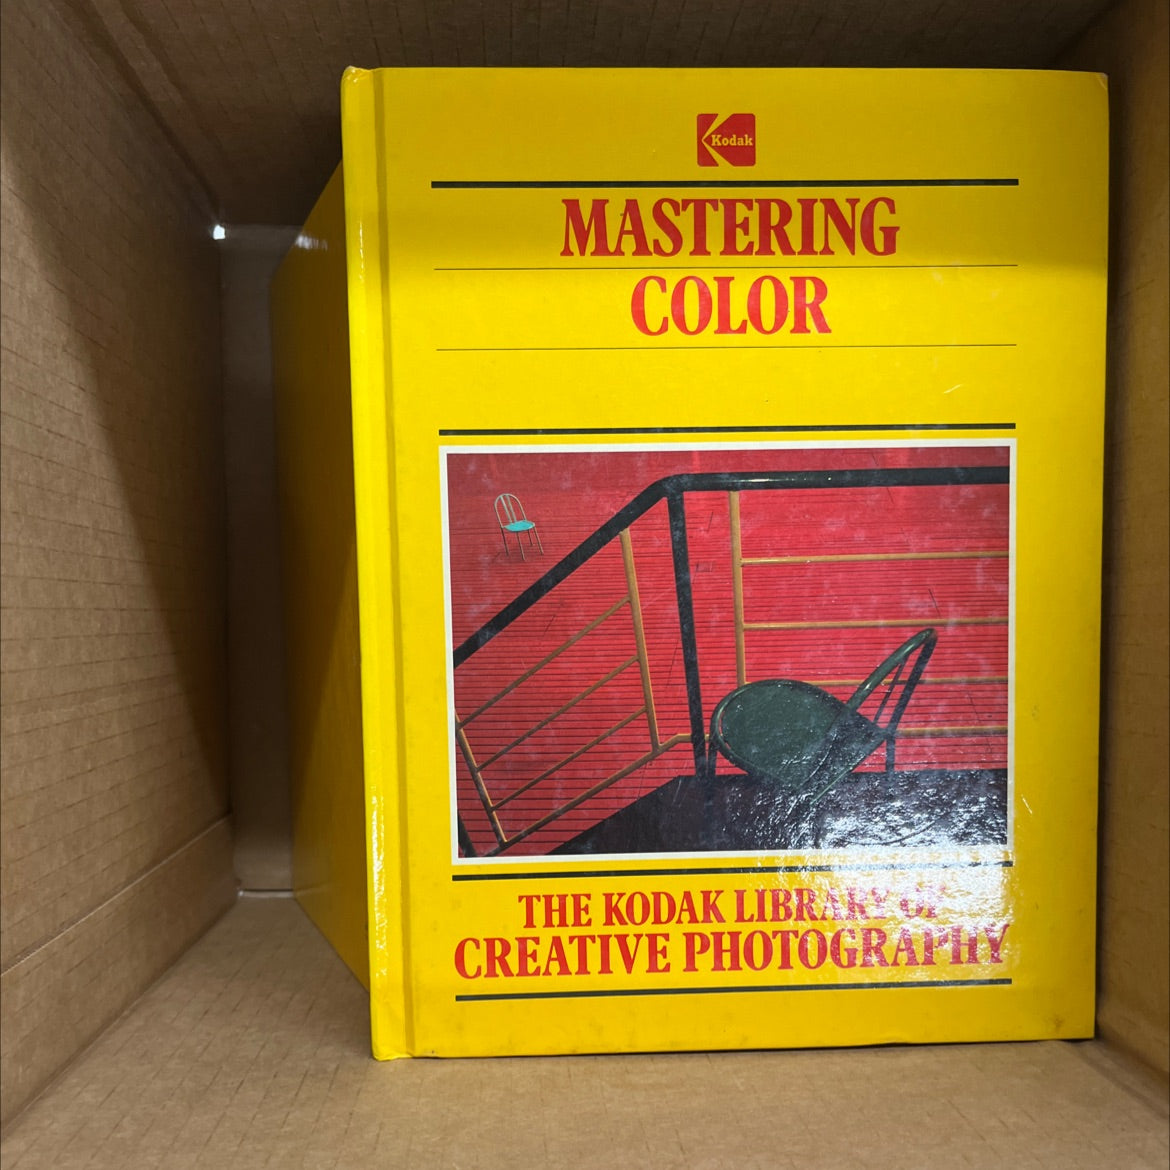 Kodak
MASTERING
COLOR
THE KODAK LIBRARY OF
CREATIVE PHOTOGRAPHY